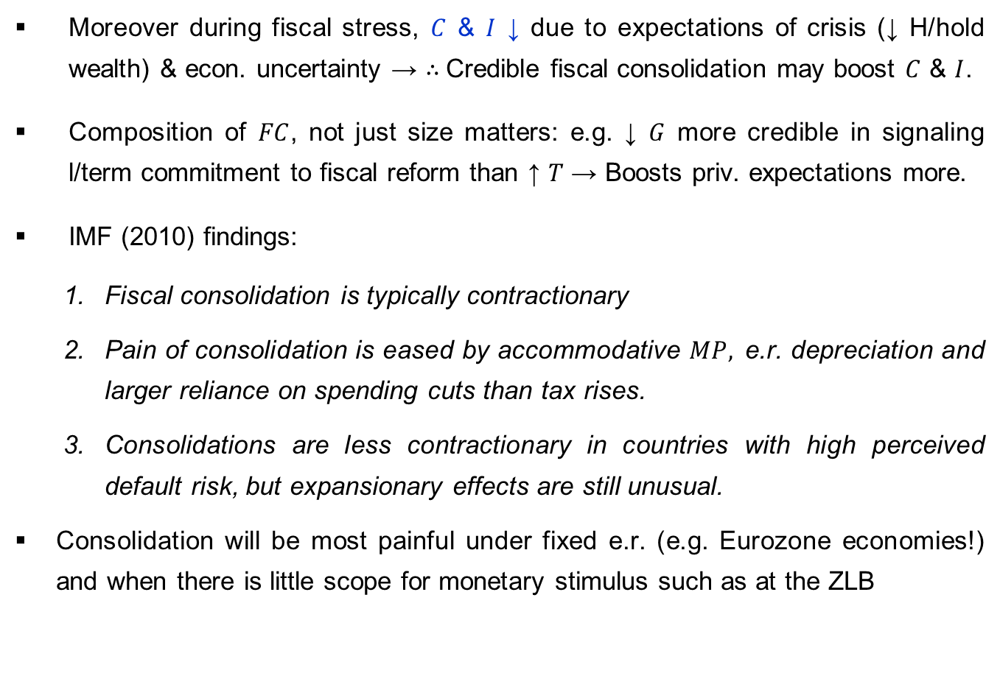 ▪ Moreover during fiscal stress, C & I ↓ due to expectations of crisis (↓ H/hold
wealth) & econ. uncertainty → ∴ Credible fiscal consolidation may boost C & I.
▪ Composition of FC, not just size matters: e.g. ↓ G more credible in signaling
l/term commitment to fiscal reform than ↑ T → Boosts priv. expectations more.
▪ IMF (2010) findings:
1. Fiscal consolidation is typically contractionary
2. Pain of consolidation is eased by accommodative MP, e.r. depreciation and
larger reliance on spending cuts than tax rises.
3. Consolidations are less contractionary in countries with high perceived
default risk, but expansionary effects are still unusual.
▪ Consolidation will be most painful under fixed e.r. (e.g. Eurozone economies!)
and when there is little scope for monetary stimulus such as at the ZLB